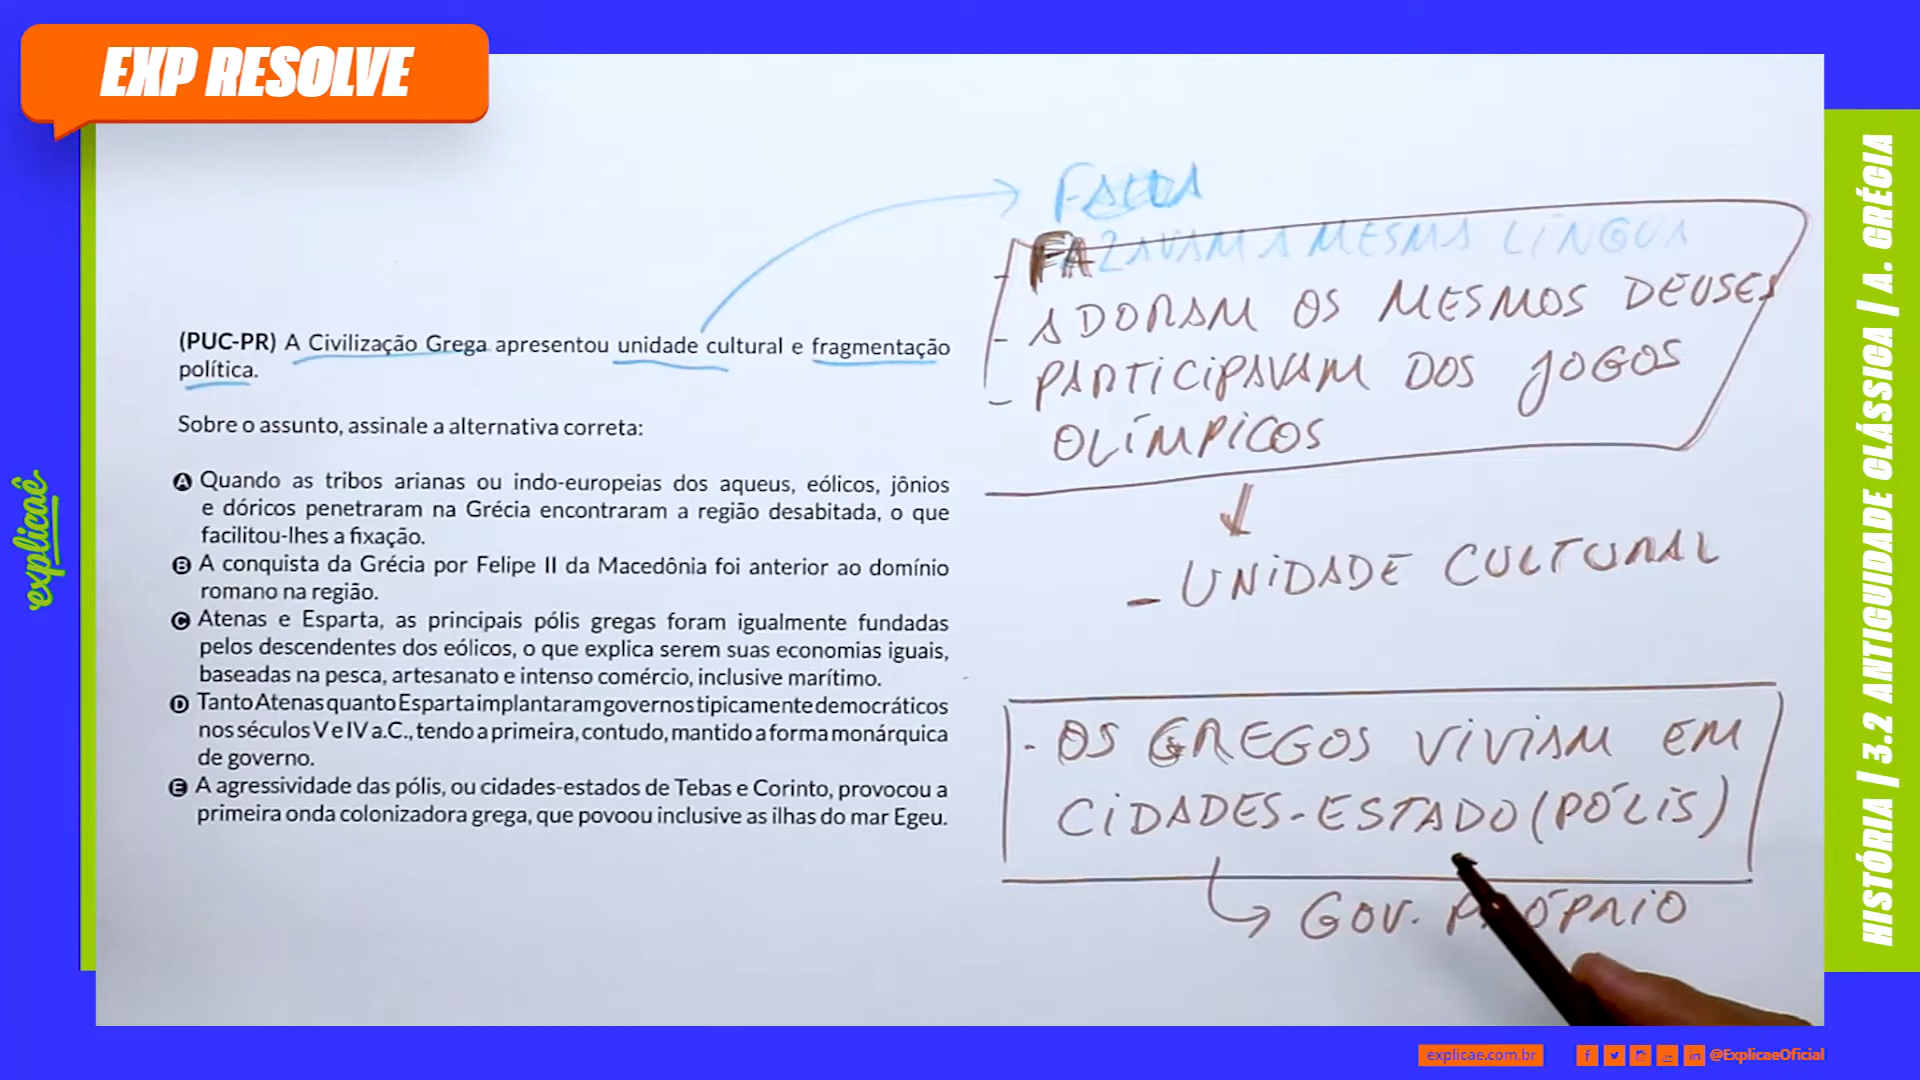 EXP RESOLVE
(PUC-PR) A Civilização Grega apresentou unidade cultural e fragmentação
política.
Sobre o assunto, assinale a alternativa correta:
A Quando as tribos arianas ou indo-europeias dos aqueus, eólicos, jônios
e dóricos penetraram na Grécia encontraram a região desabitada, o que
facilitou-lhes a fixação.
B A conquista da Grécia por Felipe II da Macedônia foi anterior ao domínio
romano na região.
C Atenas e Esparta, as principais pólis gregas foram igualmente fundadas
pelos descendentes dos eólicos, o que explica serem suas economias iguais,
baseadas na pesca, artesanato e intenso comércio, inclusive marítimo.
D Tanto Atenas quanto Esparta implantaram governos tipicamente democráticos
nos séculos V e IV a.C., tendo a primeira, contudo, mantido a forma monárquica
de governo.
E A agressividade das pólis, ou cidades-estados de Tebas e Corinto, provocou a
primeira onda colonizadora grega, que povoou inclusive as ilhas do mar Egeu.
- FAZAVAM A MESMA LÍNGUA
- ADORAM OS MESMOS DEUSES
- PARTICIPAVAM DOS JOGOS
OLÍMPICOS
- UNIDADE CULTURAL
- OS GREGOS VIVIAM EM
CIDADES-ESTADO (PÓLIS)
GOV. PRÓPRIO
explicaê
HISTÓRIA | 3.2 ANTIGUIDADE CLÁSSICA | A. GRÉCIA
explicae.com.br
@ExplicaeOficial